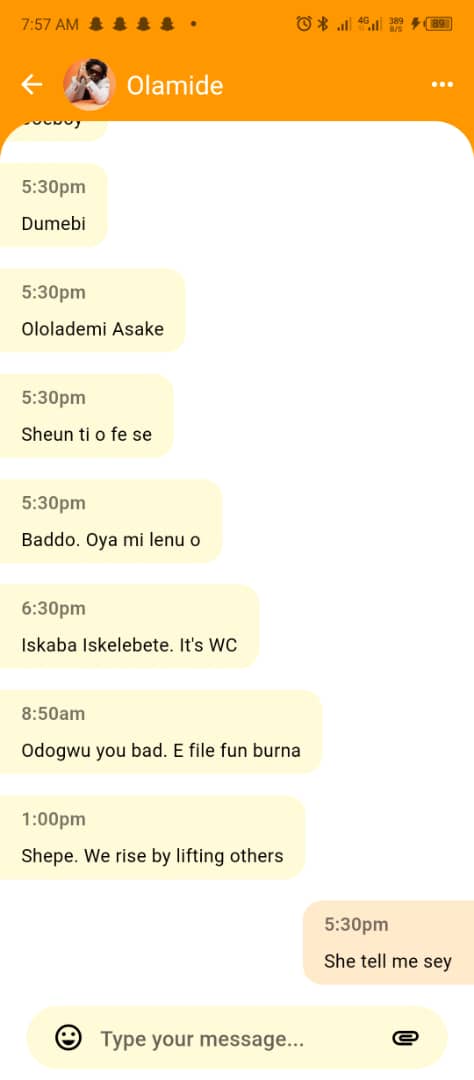 7:57 AM 4G 389 B/S 89
Olamide
Joeboy
5:30pm
Dumebi
5:30pm
Ololademi Asake
5:30pm
Sheun ti o fe se
5:30pm
Baddo. Oya mi lenu o
6:30pm
Iskaba Iskelebete. It's WC
8:50am
Odogwu you bad. E file fun burna
1:00pm
Shepe. We rise by lifting others
5:30pm
She tell me sey
Type your message...